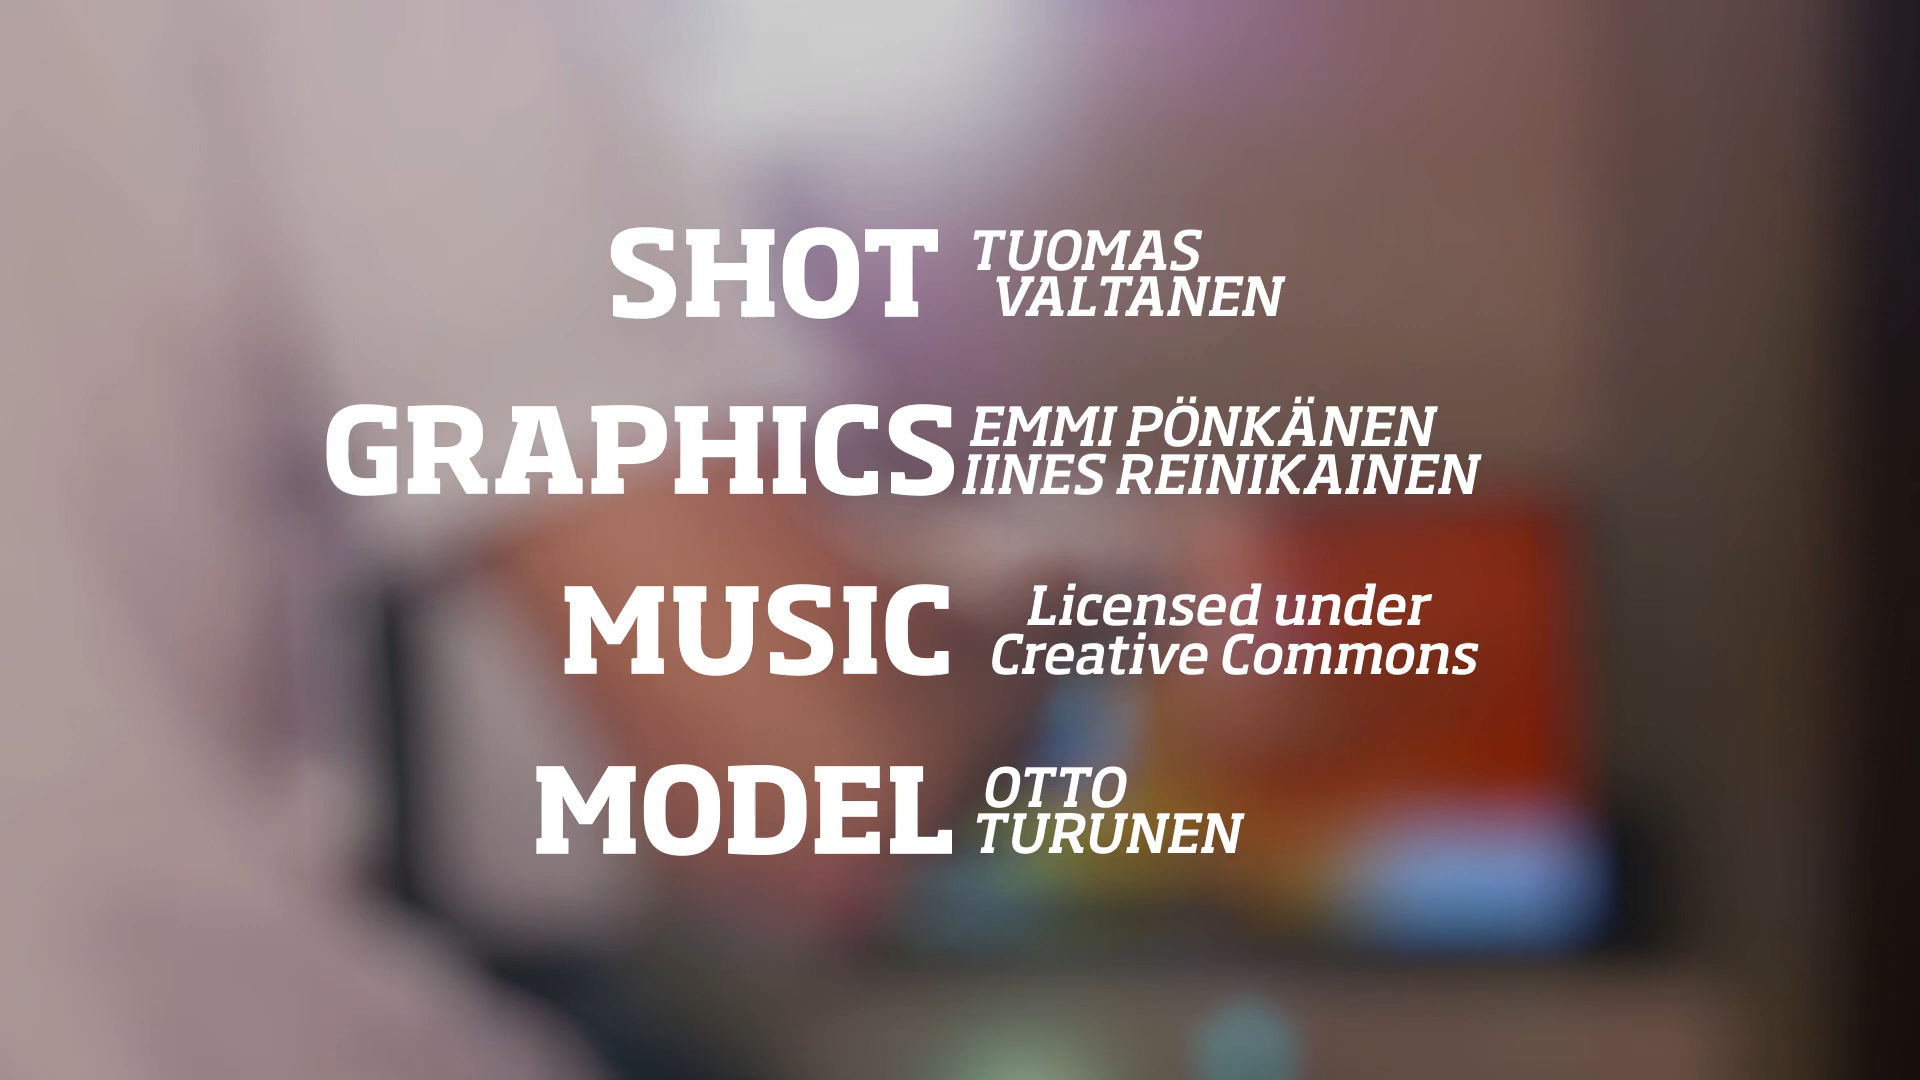 SHOT TUOMAS
VALTANEN
GRAPHICS EMMI PÖNKÄNEN
IINES REINIKAINEN
MUSIC Licensed under
Creative Commons
MODEL OTTO
TURUNEN